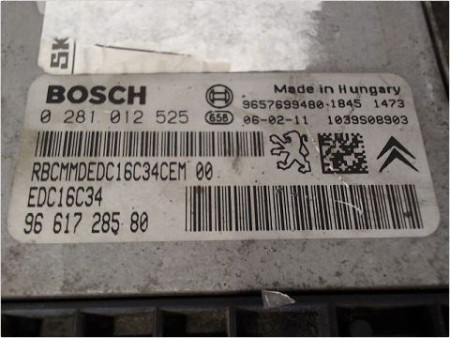 SK
BOSCH
Made in Hungary
9657699480 1845 1473
0 281 012 525
658
06-02-11 1039S08903
RBCMMDEDC16C34CEM 00
EDC16C34
96 617 285 80